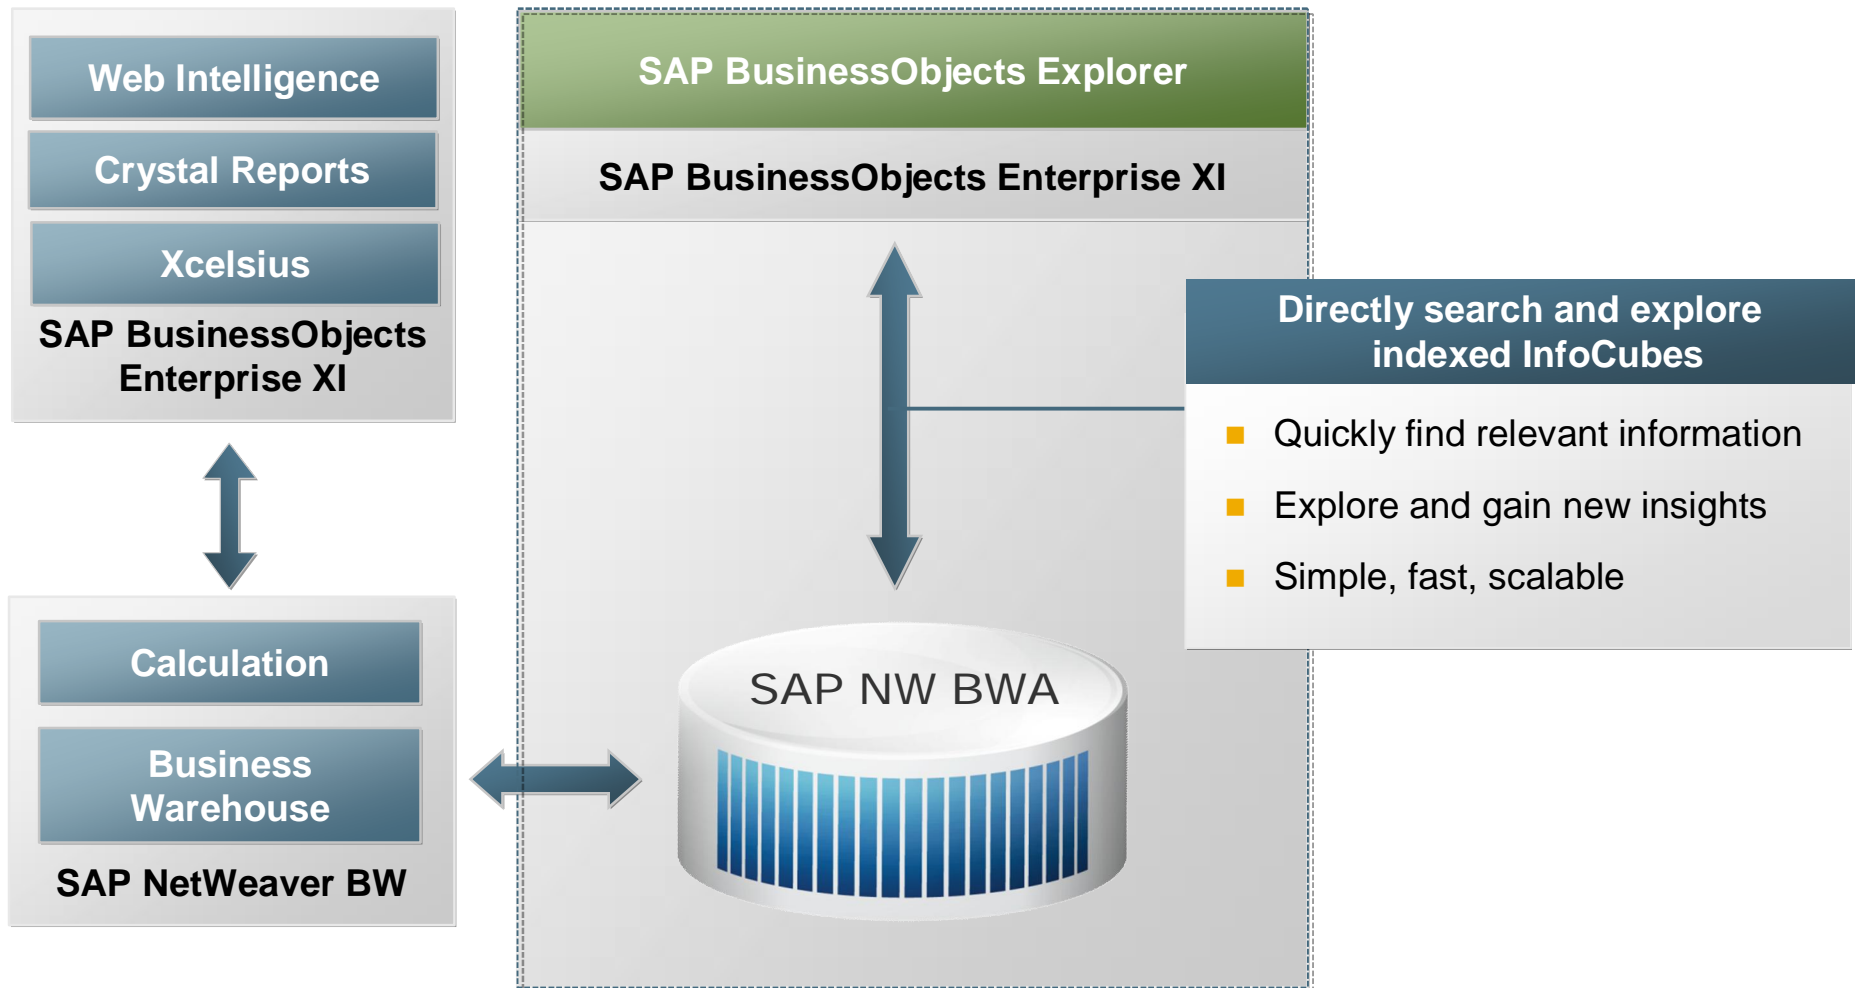 Web Intelligence
Crystal Reports
Xcelsius
SAP BusinessObjects
Enterprise XI
Calculation
Business
Warehouse
SAP NetWeaver BW
SAP BusinessObjects Explorer
SAP BusinessObjects Enterprise XI
SAP NW BWA
Directly search and explore
indexed InfoCubes
Quickly find relevant information
Explore and gain new insights
Simple, fast, scalable